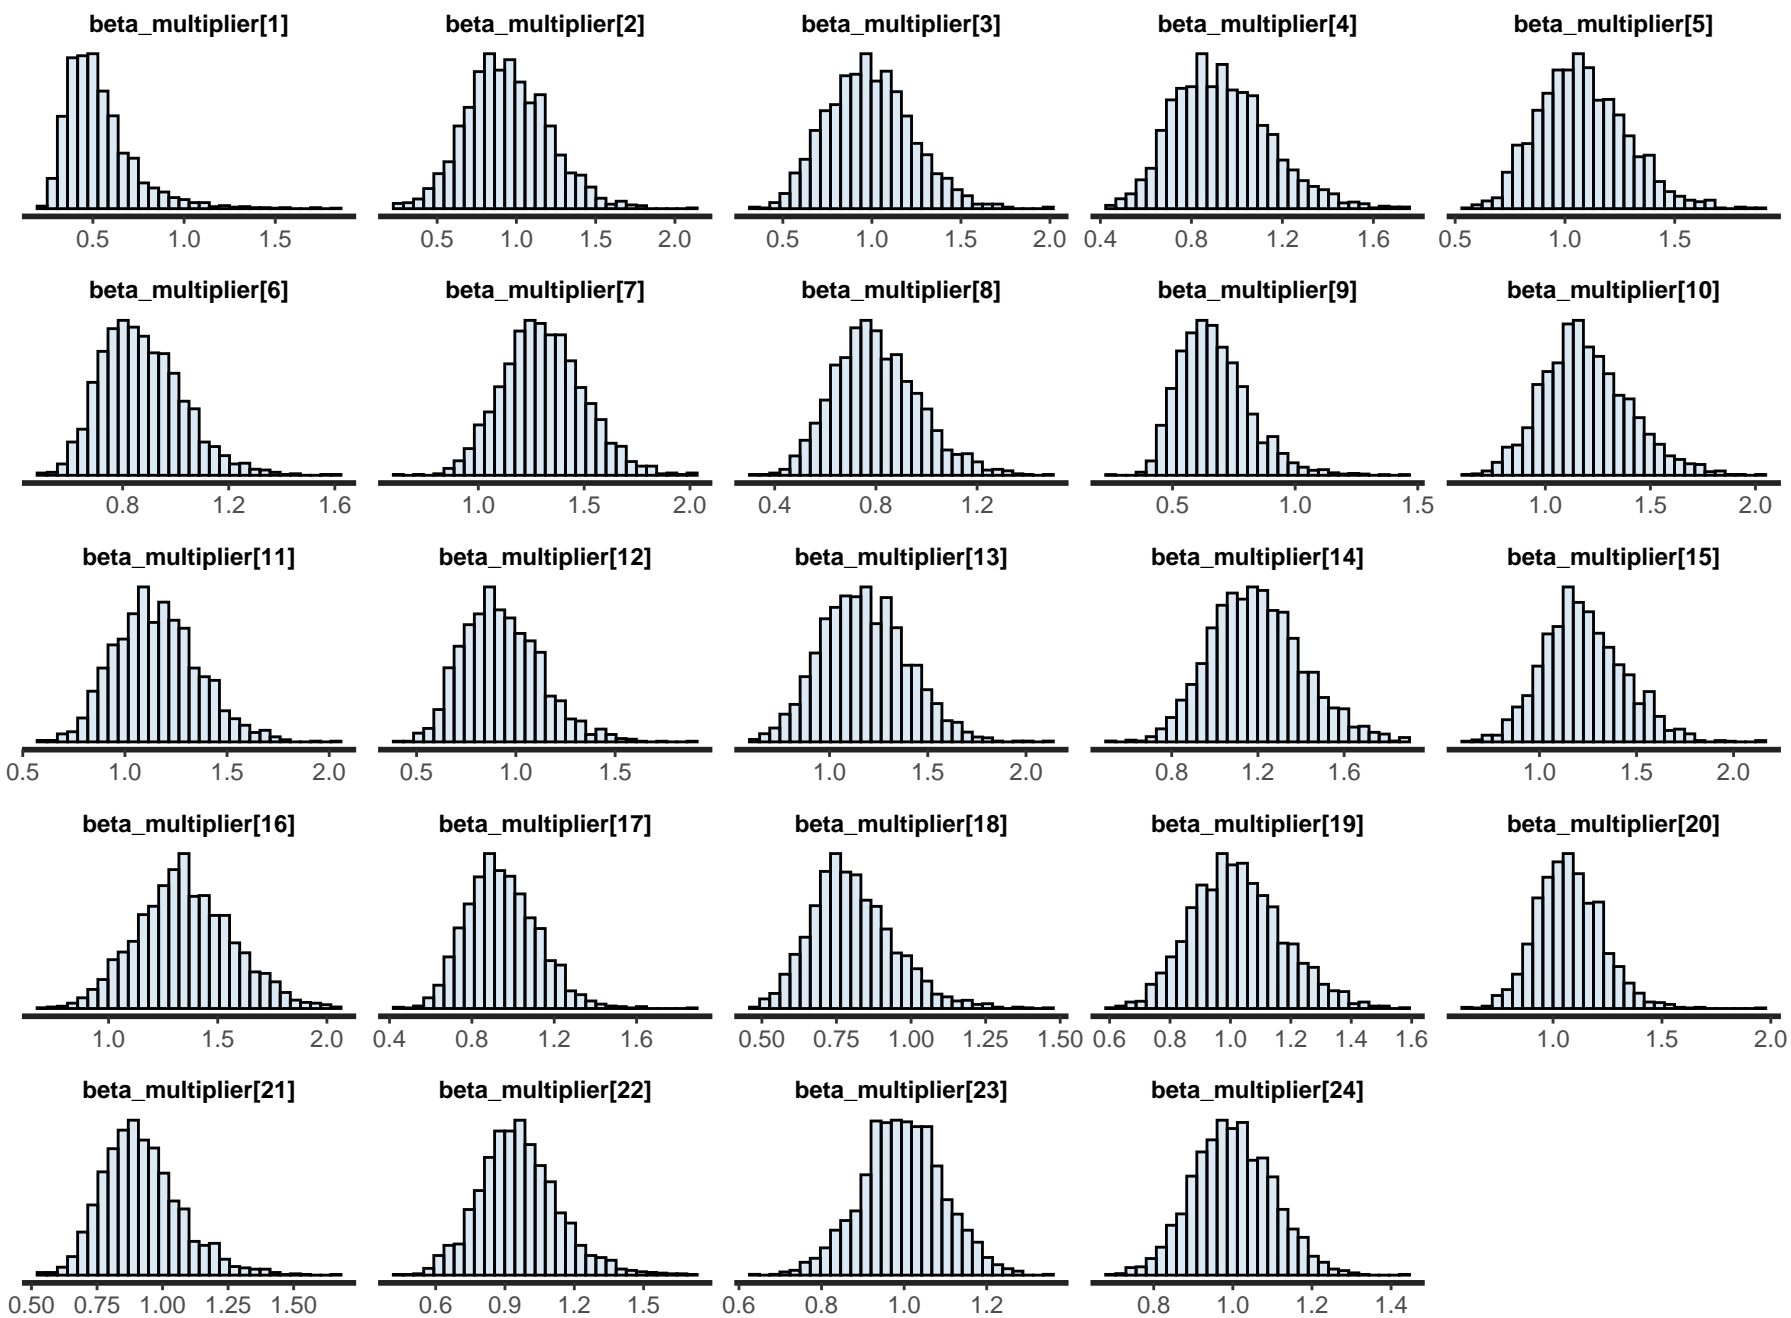 beta_multiplier[1] beta_multiplier[2] beta_multiplier[3] beta_multiplier[4] beta_multiplier[5]
0.5 1.0 1.5 0.5 1.0 1.5 2.0 0.5 1.0 1.5 2.0 0.4 0.8 1.2 1.6 0.5 1.0 1.5
beta_multiplier[6] beta_multiplier[7] beta_multiplier[8] beta_multiplier[9] beta_multiplier[10]
0.8 1.2 1.6 1.0 1.5 2.0 0.4 0.8 1.2 0.5 1.0 1.5 1.0 1.5 2.0
beta_multiplier[11] beta_multiplier[12] beta_multiplier[13] beta_multiplier[14] beta_multiplier[15]
0.5 1.0 1.5 2.0 0.5 1.0 1.5 1.0 1.5 2.0 0.8 1.2 1.6 1.0 1.5 2.0
beta_multiplier[16] beta_multiplier[17] beta_multiplier[18] beta_multiplier[19] beta_multiplier[20]
1.0 1.5 2.0 0.4 0.8 1.2 1.6 0.50 0.75 1.00 1.25 1.50 0.6 0.8 1.0 1.2 1.4 1.6 1.0 1.5 2.0
beta_multiplier[21] beta_multiplier[22] beta_multiplier[23] beta_multiplier[24]
0.50 0.75 1.00 1.25 1.50 0.6 0.9 1.2 1.5 0.6 0.8 1.0 1.2 0.8 1.0 1.2 1.4